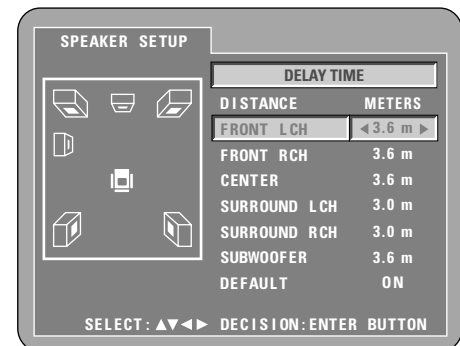 SPEAKER SETUP
DELAY TIME
DISTANCE METERS
FRONT LCH ◀3.6 m ▶
FRONT RCH 3.6 m
CENTER 3.6 m
SURROUND LCH 3.0 m
SURROUND RCH 3.0 m
SUBWOOFER 3.6 m
DEFAULT ON
SELECT:▲▼◀▶ DECISION:ENTER BUTTON